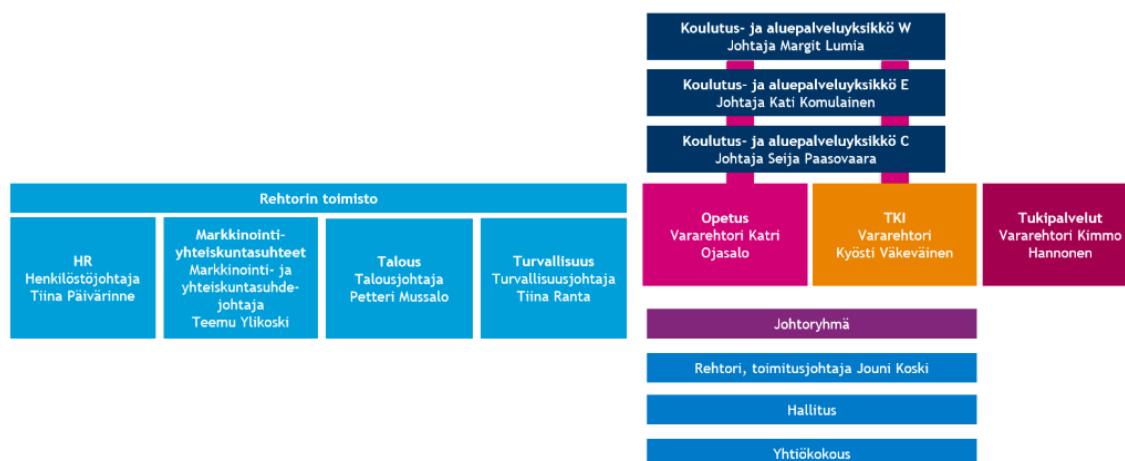 Koulutus- ja aluepalveluyksikkö W
Johtaja Margit Lumia
Koulutus- ja aluepalveluyksikkö E
Johtaja Kati Komulainen
Koulutus- ja aluepalveluyksikkö C
Johtaja Seija Paasovaara
Rehtorin toimisto
HR
Henkilöstöjohtaja
Tiina Päivärinne
Markkinointi-
yhteiskuntasuhteet
Markkinointi- ja
yhteiskuntasuhde-
johtaja
Teemu Ylikoski
Talous
Talousjohtaja
Petteri Mussalo
Turvallisuus
Turvallisuusjohtaja
Tiina Ranta
Opetus
Vararehtori Katri
Ojasalo
TKI
Vararehtori
Kyösti Väkeväinen
Tukipalvelut
Vararehtori Kimmo
Hannonen
Johtoryhmä
Rehtori, toimitusjohtaja Jouni Koski
Hallitus
Yhtiökokous